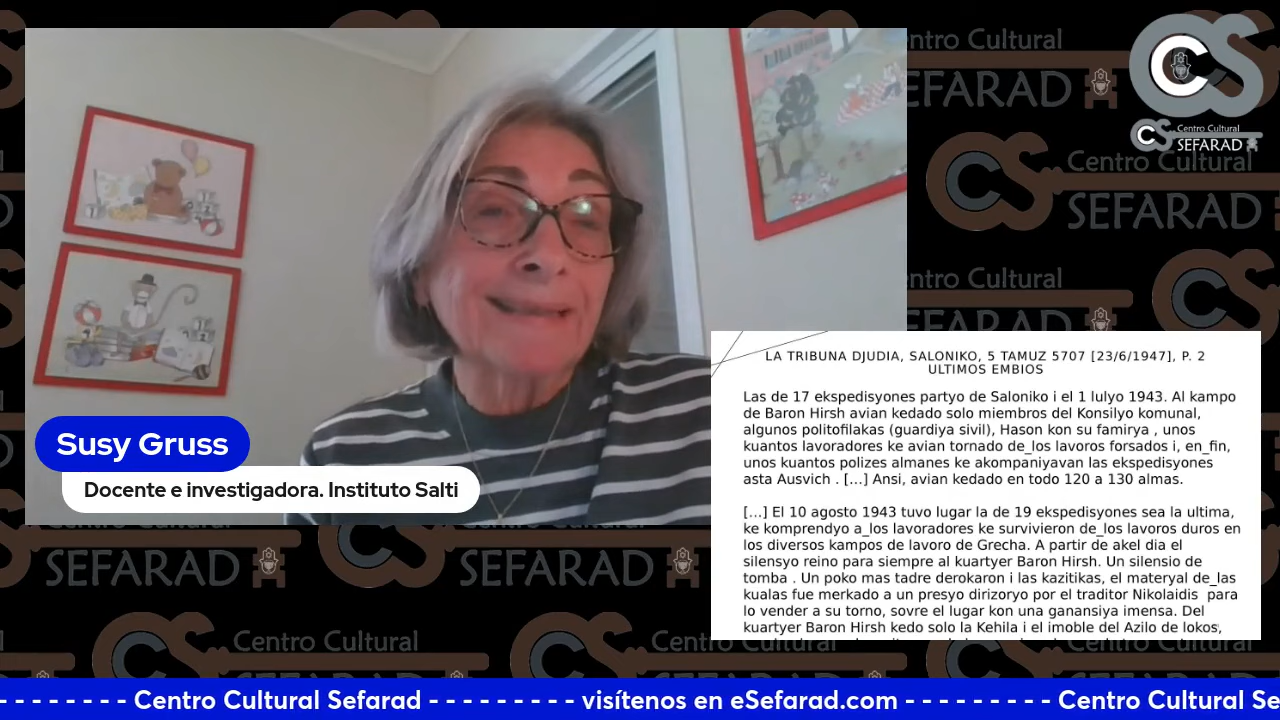 Centro Cultural
SEFARAD
Susy Gruss
Docente e investigadora. Instituto Salti
LA TRIBUNA DJUDIA, SALONIKO, 5 TAMUZ 5707 [23/6/1947], P. 2
ULTIMOS EMBIOS
Las de 17 ekspedisyones partyo de Saloniko i el 1 lulyo 1943. Al kampo
de Baron Hirsh avian kedado solo miembros del Konsilyo komunal,
algunos politofilakas (guardiya sivil), Hason kon su famirya , unos
kuantos lavoradores ke avian tornado de_los lavoros forsados i, en_fin,
unos kuantos polizes almanes ke akompaniyavan las ekspedisyones
asta Ausvich . [...] Ansi, avian kedado en todo 120 a 130 almas.
[...] El 10 agosto 1943 tuvo lugar la de 19 ekspedisyones sea la ultima,
ke komprendyo a_los lavoradores ke survivieron de_los lavoros duros en
los diversos kampos de lavoro de Grecha. A partir de akel dia el
silensyo reino para siempre al kuartyer Baron Hirsh. Un silensio de
tomba . Un poko mas tadre derokaron i las kazitikas, el materyal de_las
kualas fue merkado a un presyo dirizoryo por el traditor Nikolaidis  para
lo vender a su torno, sovre el lugar kon una ganansiya imensa. Del
kuartyer Baron Hirsh kedo solo la Kehila i el imoble del Azilo de lokos,
- - - - - - - - Centro Cultural Sefarad - - - - - - - - - visítenos en eSefarad.com - - - - - - - - - Centro Cultural Se